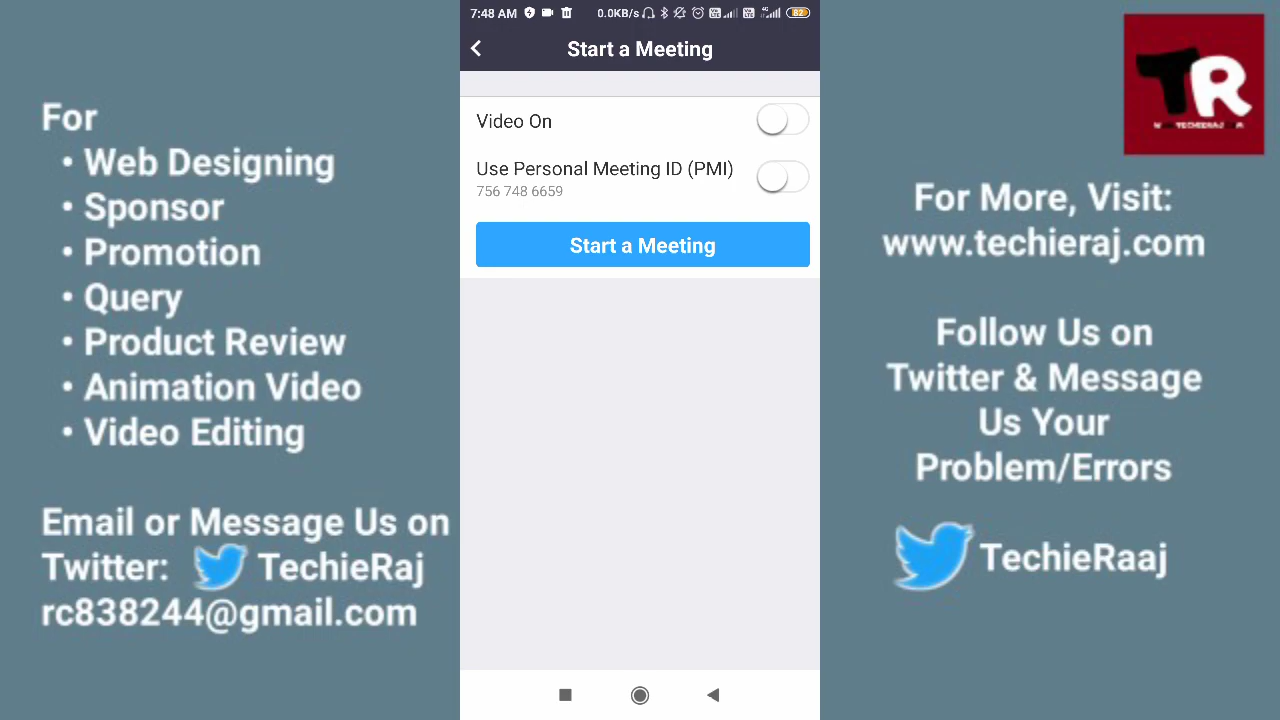 For
• Web Designing
• Sponsor
• Promotion
• Query
• Product Review
• Animation Video
• Video Editing
Email or Message Us on
Twitter: TechieRaj
rc838244@gmail.com
7:48 AM 0.0KB/s 82
Start a Meeting
Video On
Use Personal Meeting ID (PMI)
756 748 6659
Start a Meeting
TR
For More, Visit:
www.techieraj.com
Follow Us on
Twitter & Message
Us Your
Problem/Errors
TechieRaaj